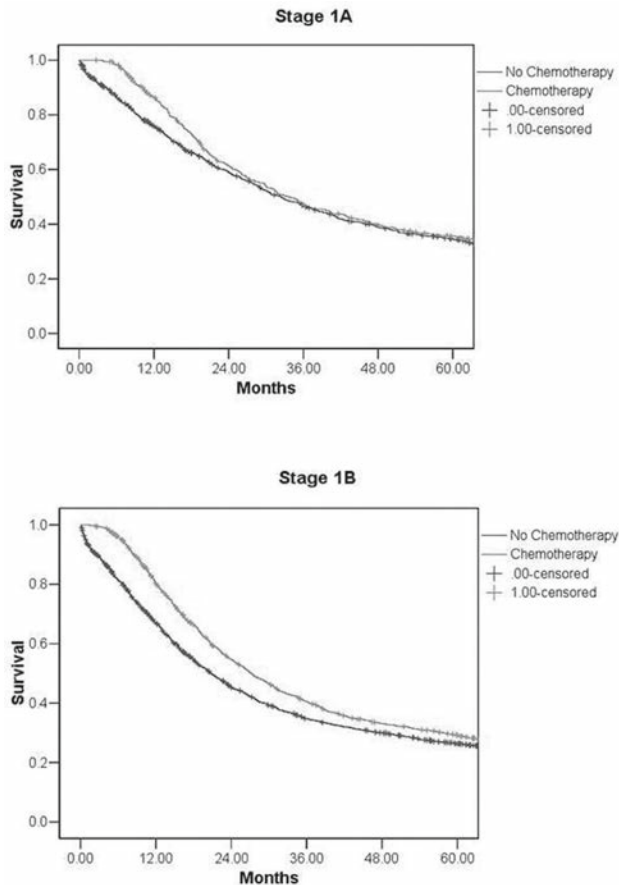 Stage 1A
1.0
0.8
0.6
0.4
0.2
0.0
Survival
0.00 12.00 24.00 36.00 48.00 60.00
Months
No Chemotherapy
Chemotherapy
.00-censored
1.00-censored
Stage 1B
1.0
0.8
0.6
0.4
0.2
0.0
Survival
0.00 12.00 24.00 36.00 48.00 60.00
Months
No Chemotherapy
Chemotherapy
.00-censored
1.00-censored